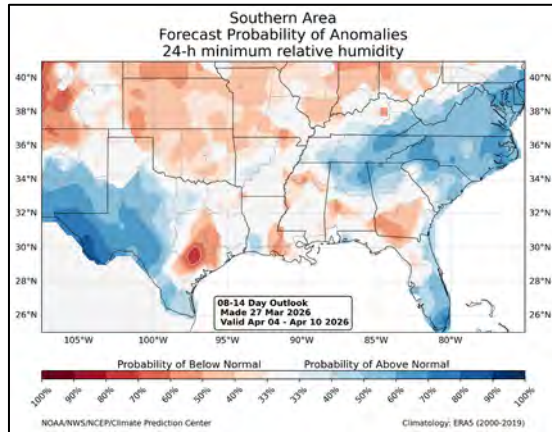 Southern Area
Forecast Probability of Anomalies
24-h minimum relative humidity
40°N 40°N
38°N 38°N
36°N 36°N
34°N 34°N
32°N 32°N
30°N 30°N
28°N 28°N
26°N 26°N
08-14 Day Outlook
Made 27 Mar 2026
Valid Apr 04 - Apr 10 2026
105°W 100°W 95°W 90°W 85°W 80°W
Probability of Below Normal Probability of Above Normal
100% 90% 80% 70% 60% 50% 40% 33% 33% 40% 50% 60% 70% 80% 90% 100%
NOAA/NWS/NCEP/Climate Prediction Center Climatology: ERA5 (2000-2019)